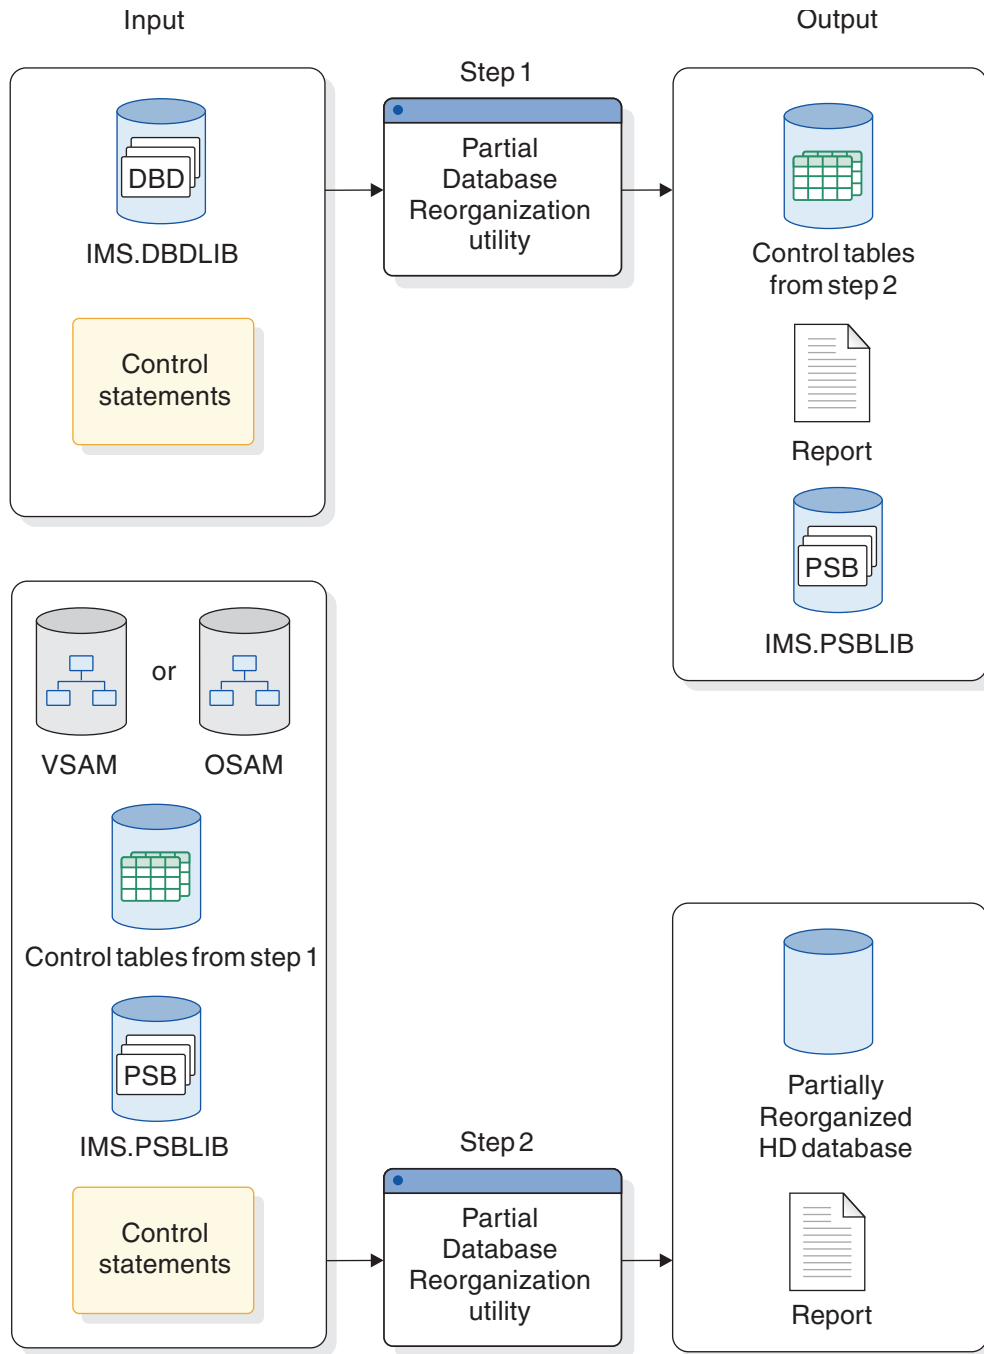 Input
Output
Step 1
DBD
IMS.DBDLIB
Control
statements
Partial
Database
Reorganization
utility
Control tables
from step 2
Report
PSB
IMS.PSBLIB
or
VSAM
OSAM
Control tables from step 1
PSB
IMS.PSBLIB
Control
statements
Step 2
Partial
Database
Reorganization
utility
Partially
Reorganized
HD database
Report